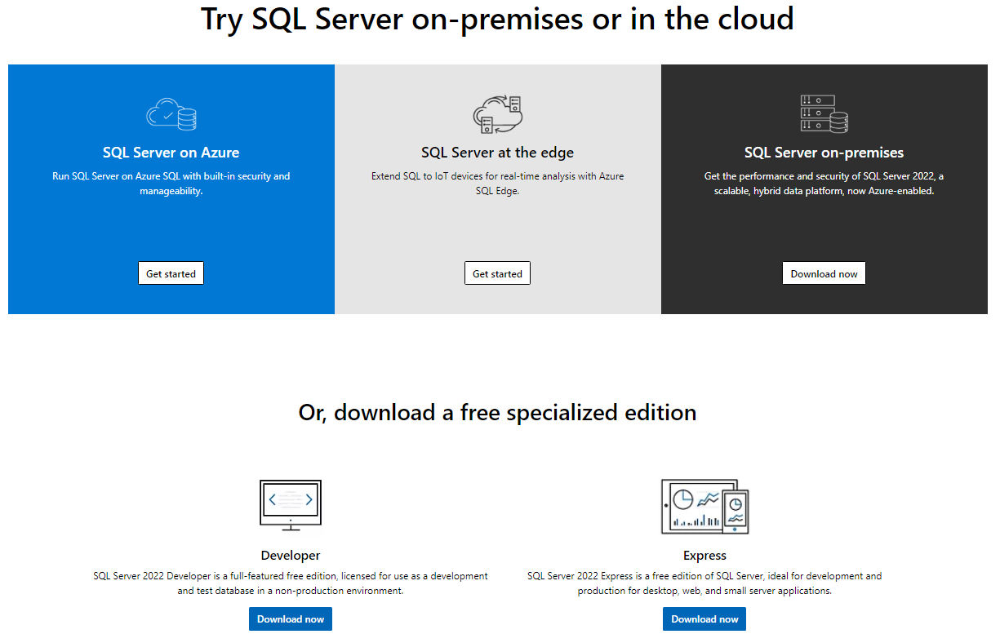 Try SQL Server on-premises or in the cloud
SQL Server on Azure
Run SQL Server on Azure SQL with built-in security and
manageability.
Get started
SQL Server at the edge
Extend SQL to IoT devices for real-time analysis with Azure
SQL Edge.
Get started
SQL Server on-premises
Get the performance and security of SQL Server 2022, a
scalable, hybrid data platform, now Azure-enabled.
Download now
Or, download a free specialized edition
Developer
SQL Server 2022 Developer is a full-featured free edition, licensed for use as a development
and test database in a non-production environment.
Download now
Express
SQL Server 2022 Express is a free edition of SQL Server, ideal for development and
production for desktop, web, and small server applications.
Download now